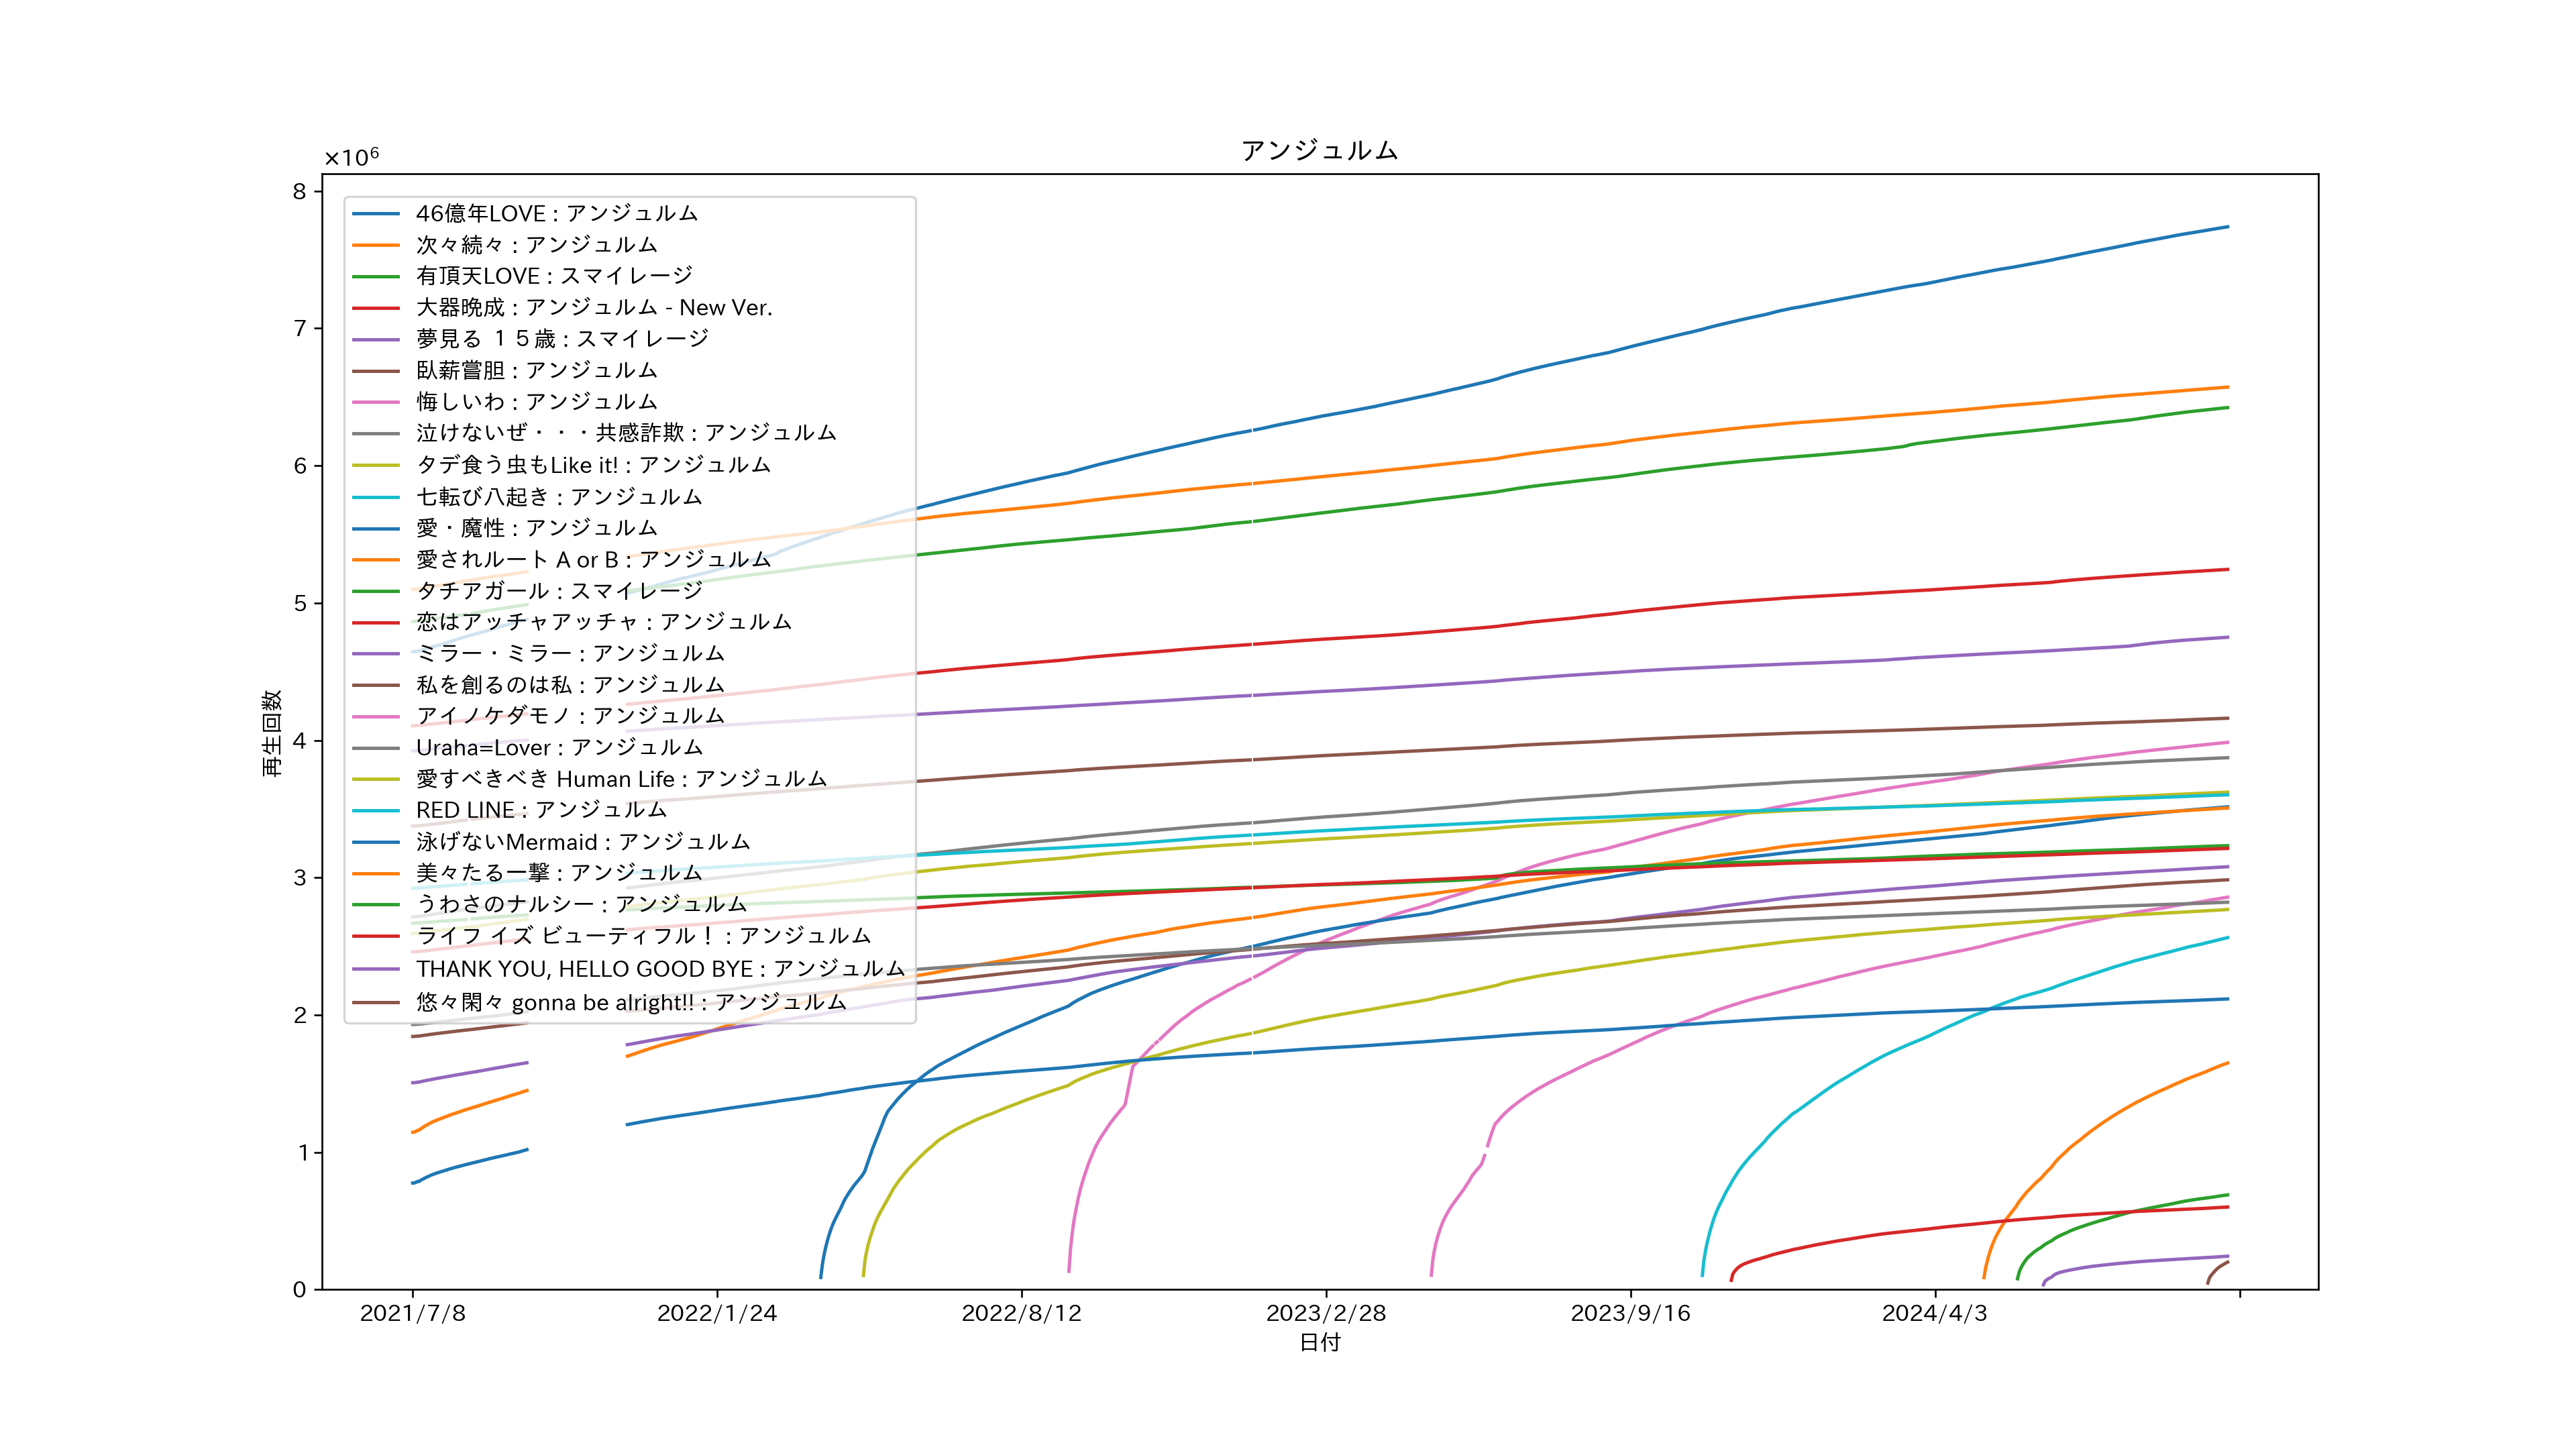 アンジュルム
×10⁶
8
7
6
5
4
3
2
1
0
再生回数
46億年LOVE : アンジュルム
次々続々 : アンジュルム
有頂天LOVE : スマイレージ
大器晩成 : アンジュルム - New Ver.
夢見る １５歳 : スマイレージ
臥薪嘗胆 : アンジュルム
悔しいわ : アンジュルム
泣けないぜ・・・共感詐欺 : アンジュルム
タデ食う虫もLike it! : アンジュルム
七転び八起き : アンジュルム
愛・魔性 : アンジュルム
愛されルート A or B : アンジュルム
タチアガール : スマイレージ
恋はアッチャアッチャ : アンジュルム
ミラー・ミラー : アンジュルム
私を創るのは私 : アンジュルム
アイノケダモノ : アンジュルム
Uraha=Lover : アンジュルム
愛すべきべき Human Life : アンジュルム
RED LINE : アンジュルム
泳げないMermaid : アンジュルム
美々たる一撃 : アンジュルム
うわさのナルシー : アンジュルム
ライフ イズ ビューティフル！ : アンジュルム
THANK YOU, HELLO GOOD BYE : アンジュルム
悠々閑々 gonna be alright!! : アンジュルム
2021/7/8
2022/1/24
2022/8/12
2023/2/28
2023/9/16
2024/4/3
日付